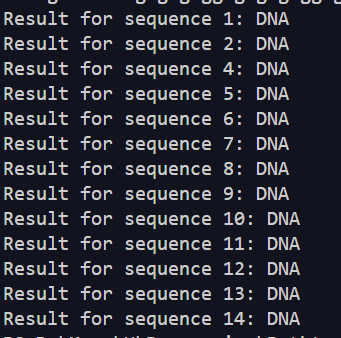 Result for sequence 1: DNA
Result for sequence 2: DNA
Result for sequence 4: DNA
Result for sequence 5: DNA
Result for sequence 6: DNA
Result for sequence 7: DNA
Result for sequence 8: DNA
Result for sequence 9: DNA
Result for sequence 10: DNA
Result for sequence 11: DNA
Result for sequence 12: DNA
Result for sequence 13: DNA
Result for sequence 14: DNA